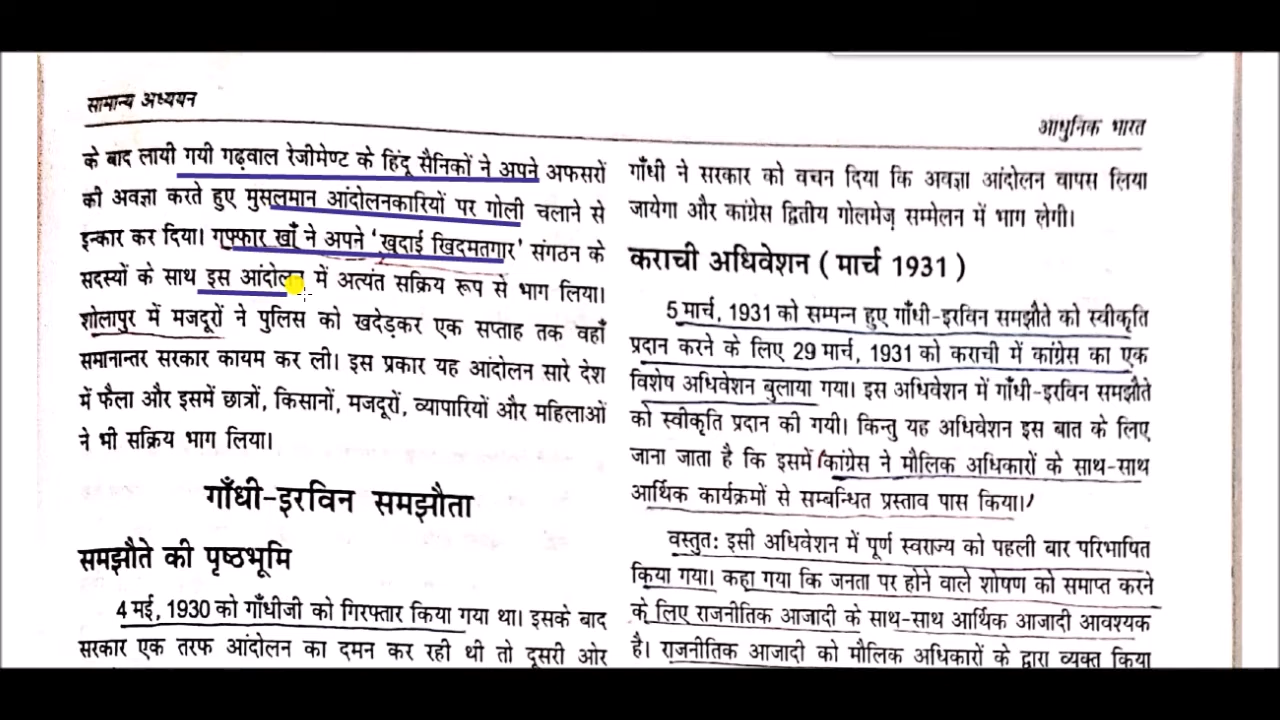 सामान्य अध्ययन
आधुनिक भारत
के बाद लायी गयी गढ़वाल रेजीमेण्ट के हिंदू सैनिकों ने अपने अफसरों
की अवज्ञा करते हुए मुसलमान आंदोलनकारियों पर गोली चलाने से
इन्कार कर दिया। गफ्फार खाँ ने अपने ‘खुदाई खिदमतगार’ संगठन के
सदस्यों के साथ इस आंदोलन में अत्यंत सक्रिय रूप से भाग लिया।
शोलापुर में मजदूरों ने पुलिस को खदेड़कर एक सप्ताह तक वहाँ
समानान्तर सरकार कायम कर ली। इस प्रकार यह आंदोलन सारे देश
में फैला और इसमें छात्रों, किसानों, मजदूरों, व्यापारियों और महिलाओं
ने भी सक्रिय भाग लिया।
गाँधी-इरविन समझौता
समझौते की पृष्ठभूमि
4 मई, 1930 को गाँधीजी को गिरफ्तार किया गया था। इसके बाद
सरकार एक तरफ आंदोलन का दमन कर रही थी तो दूसरी ओर
गाँधी ने सरकार को वचन दिया कि अवज्ञा आंदोलन वापस लिया
जायेगा और कांग्रेस द्वितीय गोलमेज़ सम्मेलन में भाग लेगी।
कराची अधिवेशन (मार्च 1931)
5 मार्च, 1931 को सम्पन्न हुए गाँधी-इरविन समझौते को स्वीकृति
प्रदान करने के लिए 29 मार्च, 1931 को कराची में कांग्रेस का एक
विशेष अधिवेशन बुलाया गया। इस अधिवेशन में गाँधी-इरविन समझौते
को स्वीकृति प्रदान की गयी। किन्तु यह अधिवेशन इस बात के लिए
जाना जाता है कि इसमें कांग्रेस ने मौलिक अधिकारों के साथ-साथ
आर्थिक कार्यक्रमों से सम्बन्धित प्रस्ताव पास किया।
वस्तुत: इसी अधिवेशन में पूर्ण स्वराज्य को पहली बार परिभाषित
किया गया। कहा गया कि जनता पर होने वाले शोषण को समाप्त करने
के लिए राजनीतिक आजादी के साथ-साथ आर्थिक आजादी आवश्यक
है। राजनीतिक आजादी को मौलिक अधिकारों के द्वारा व्यक्त किया